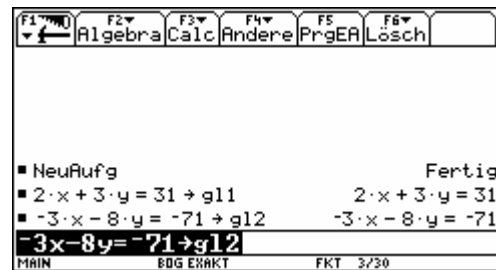 F1 F2 Algebra F3 Calc F4 Andere F5 PrgEA F6 Lösch
NeuAufg Fertig
2·x + 3·y = 31 → gl1 2·x + 3·y = 31
⁻3·x − 8·y = ⁻71 → gl2 ⁻3·x − 8·y = ⁻71
⁻3x−8y=⁻71→gl2
MAIN BOG EXAKT FKT 3/30